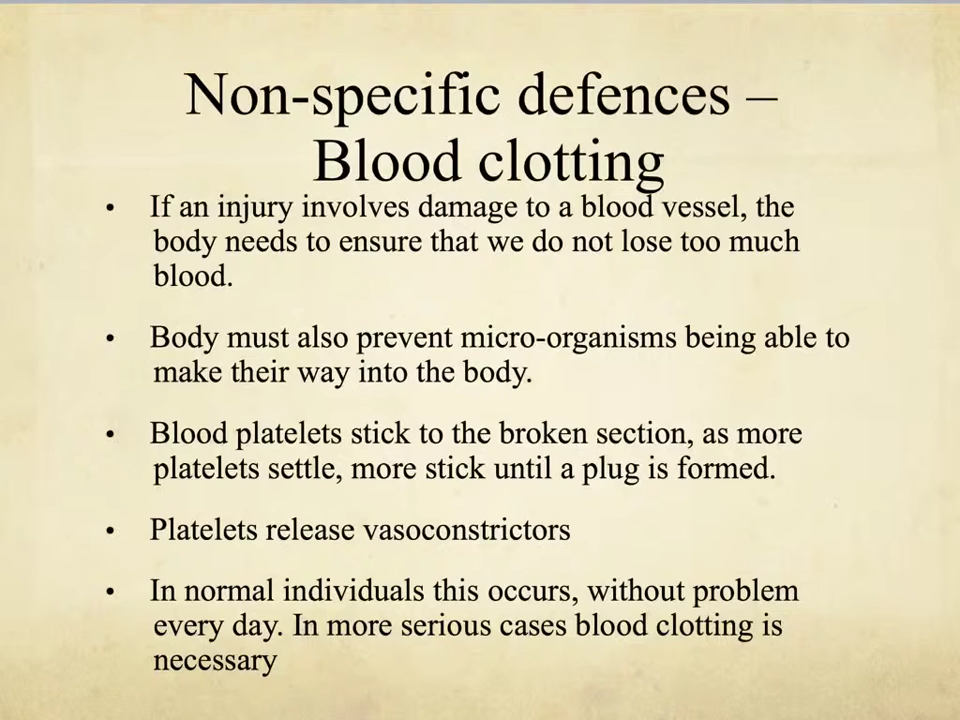 Non-specific defences –
Blood clotting
• If an injury involves damage to a blood vessel, the
body needs to ensure that we do not lose too much
blood.
• Body must also prevent micro-organisms being able to
make their way into the body.
• Blood platelets stick to the broken section, as more
platelets settle, more stick until a plug is formed.
• Platelets release vasoconstrictors
• In normal individuals this occurs, without problem
every day. In more serious cases blood clotting is
necessary